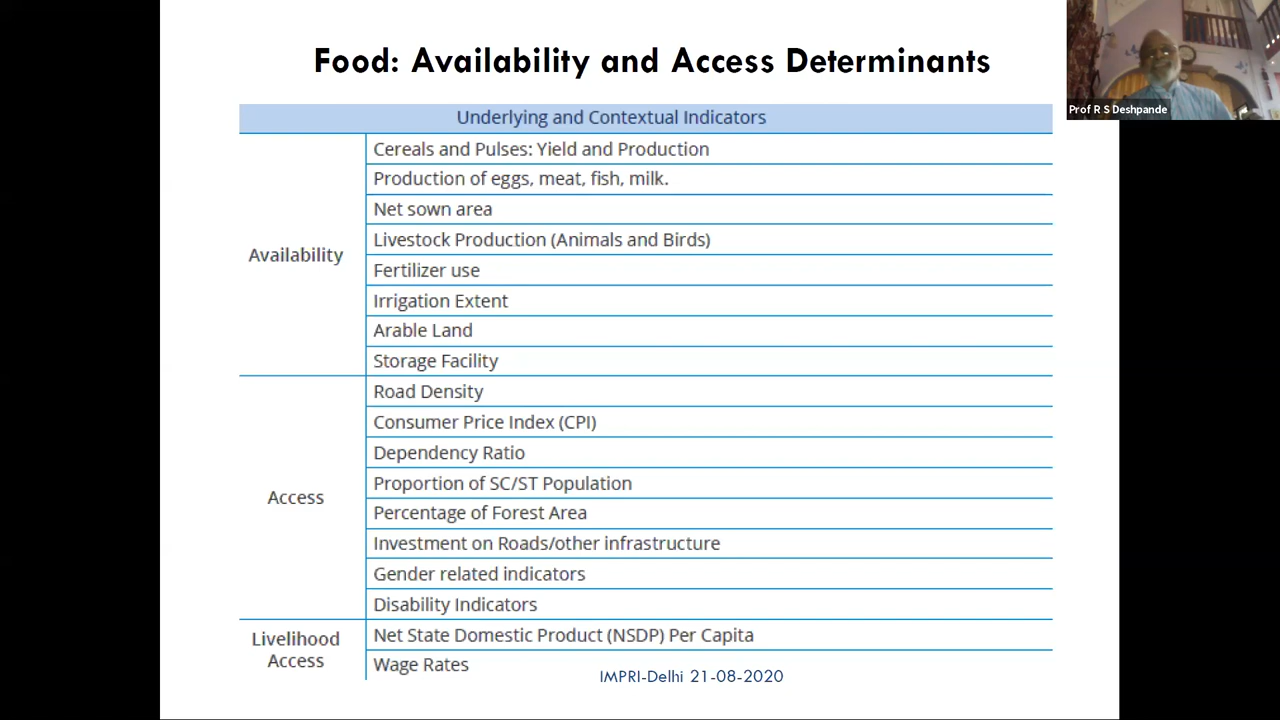 Food: Availability and Access Determinants
Prof R S Deshpande
Underlying and Contextual Indicators
Availability
Cereals and Pulses: Yield and Production
Production of eggs, meat, fish, milk.
Net sown area
Livestock Production (Animals and Birds)
Fertilizer use
Irrigation Extent
Arable Land
Storage Facility
Access
Road Density
Consumer Price Index (CPI)
Dependency Ratio
Proportion of SC/ST Population
Percentage of Forest Area
Investment on Roads/other infrastructure
Gender related indicators
Disability Indicators
Livelihood
Access
Net State Domestic Product (NSDP) Per Capita
Wage Rates
IMPRI-Delhi 21-08-2020